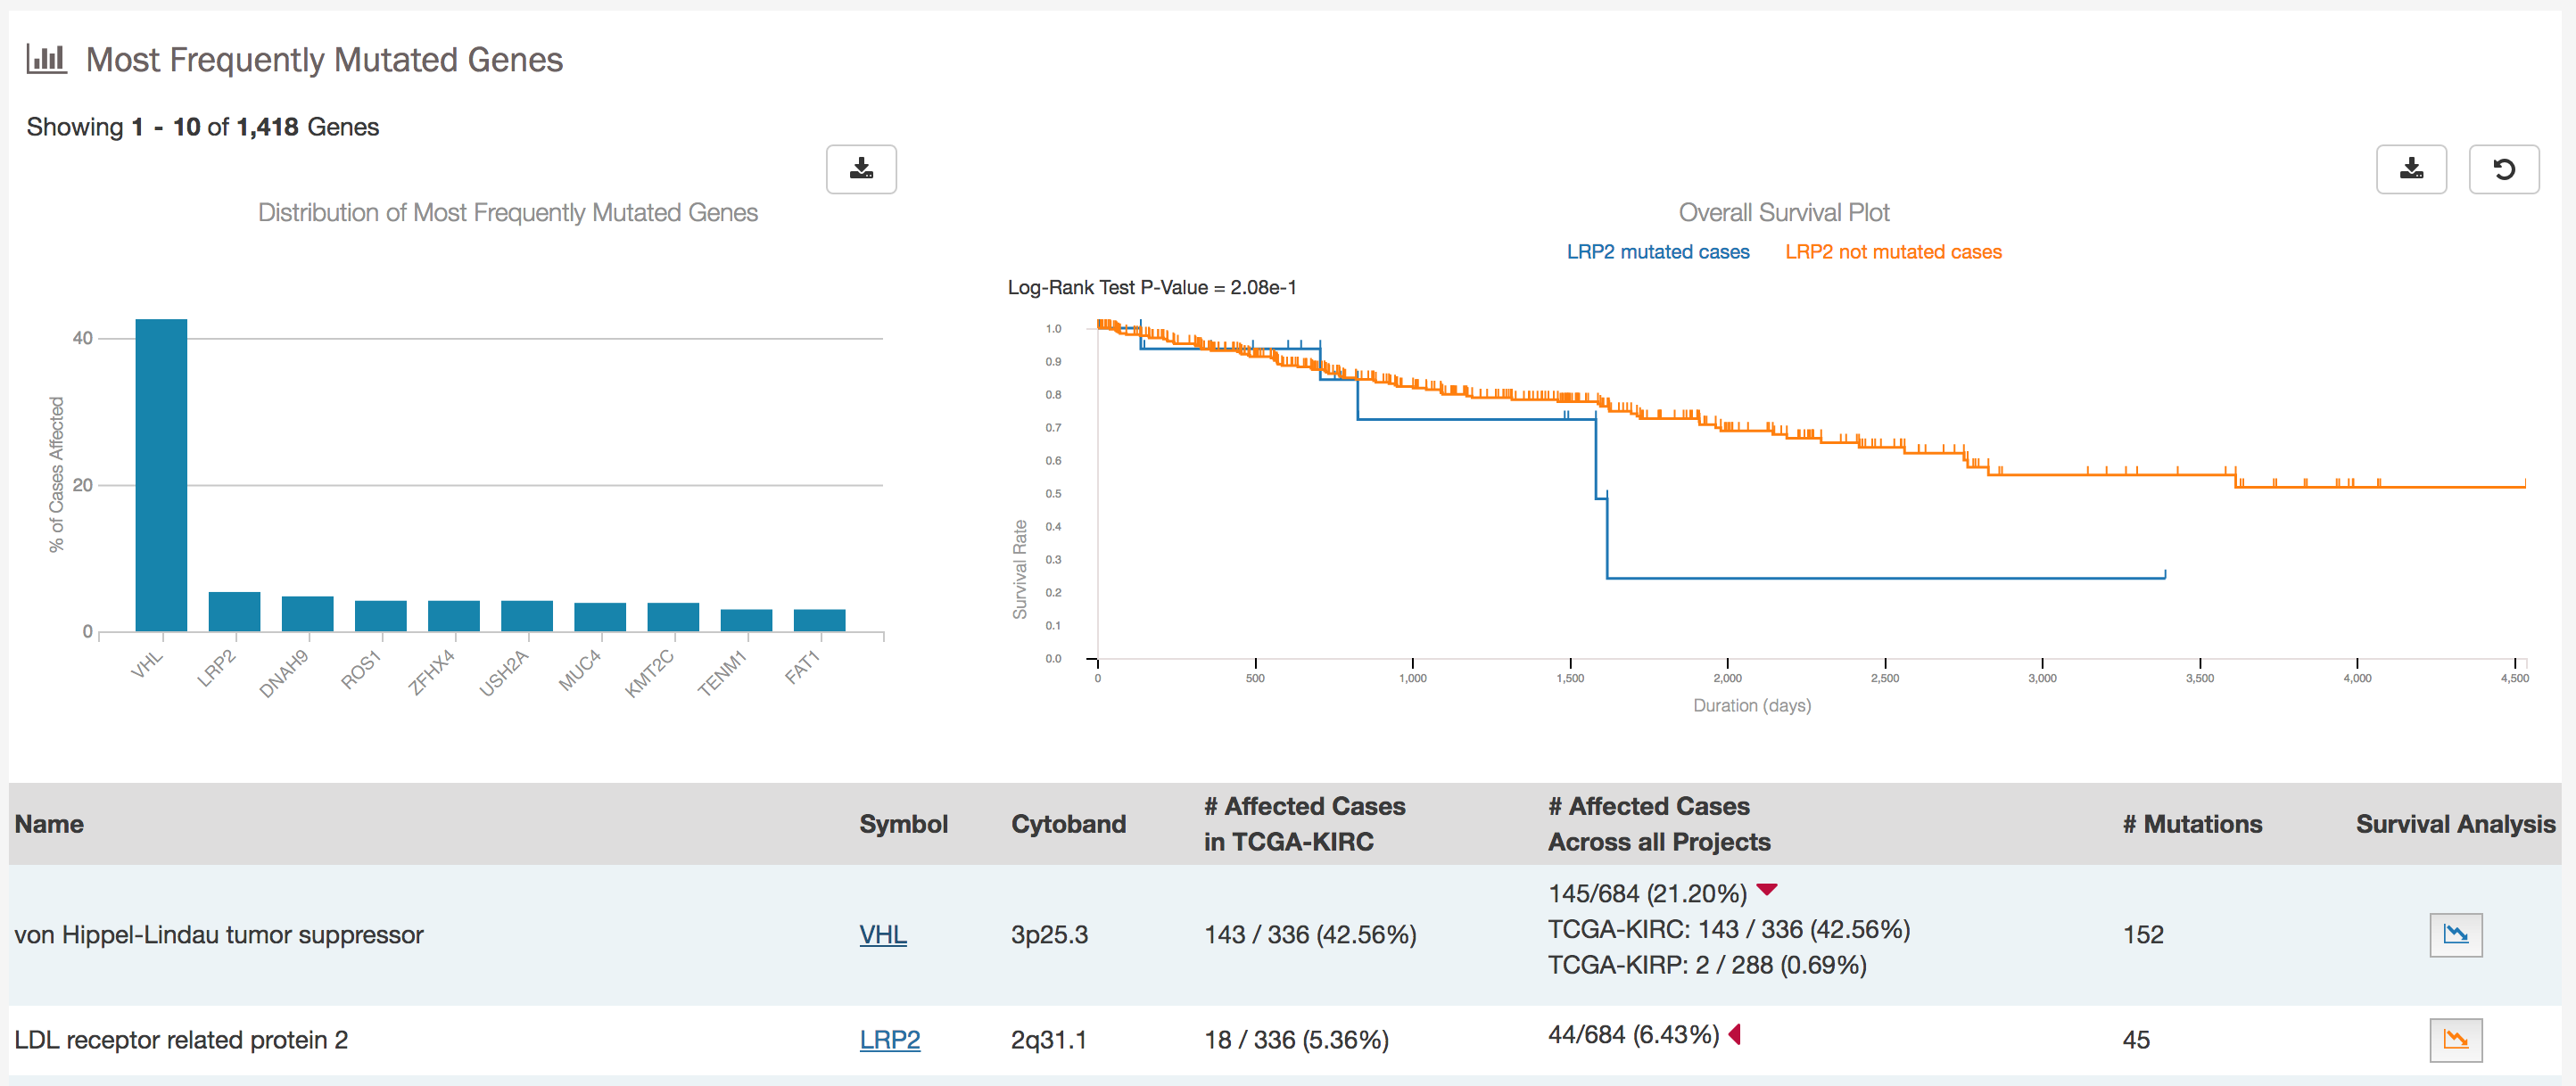 Most Frequently Mutated Genes
Showing 1 - 10 of 1,418 Genes
Distribution of Most Frequently Mutated Genes
% of Cases Affected
40
20
0
VHL
LRP2
DNAH9
ROS1
ZFHX4
USH2A
MUC4
KMT2C
TENM1
FAT1
Overall Survival Plot
LRP2 mutated cases LRP2 not mutated cases
Log-Rank Test P-Value = 2.08e-1
Survival Rate
1.0
0.9
0.8
0.7
0.6
0.5
0.4
0.3
0.2
0.1
0.0
0 500 1,000 1,500 2,000 2,500 3,000 3,500 4,000 4,500
Duration (days)
Name
Symbol
Cytoband
# Affected Cases
in TCGA-KIRC
# Affected Cases
Across all Projects
# Mutations
Survival Analysis
von Hippel-Lindau tumor suppressor
VHL
3p25.3
143 / 336 (42.56%)
145/684 (21.20%)
TCGA-KIRC: 143 / 336 (42.56%)
TCGA-KIRP: 2 / 288 (0.69%)
152
LDL receptor related protein 2
LRP2
2q31.1
18 / 336 (5.36%)
44/684 (6.43%)
45